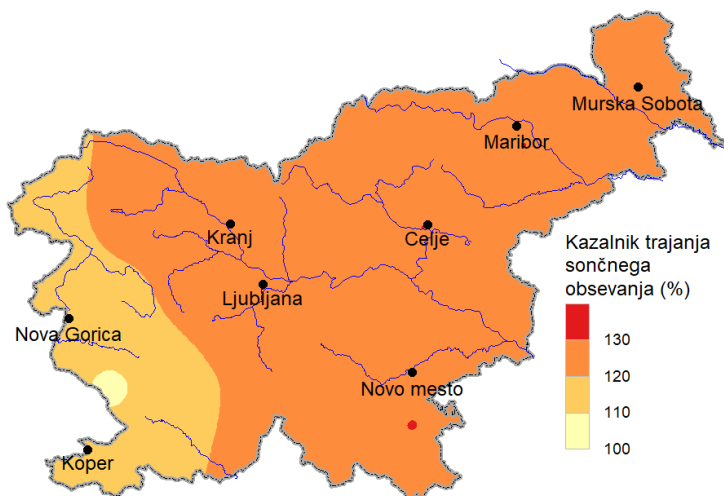 Murska Sobota
Maribor
Kranj
Celje
Ljubljana
Nova Gorica
Novo mesto
Koper
Kazalnik trajanja
sončnega
obsevanja (%)
130
120
110
100